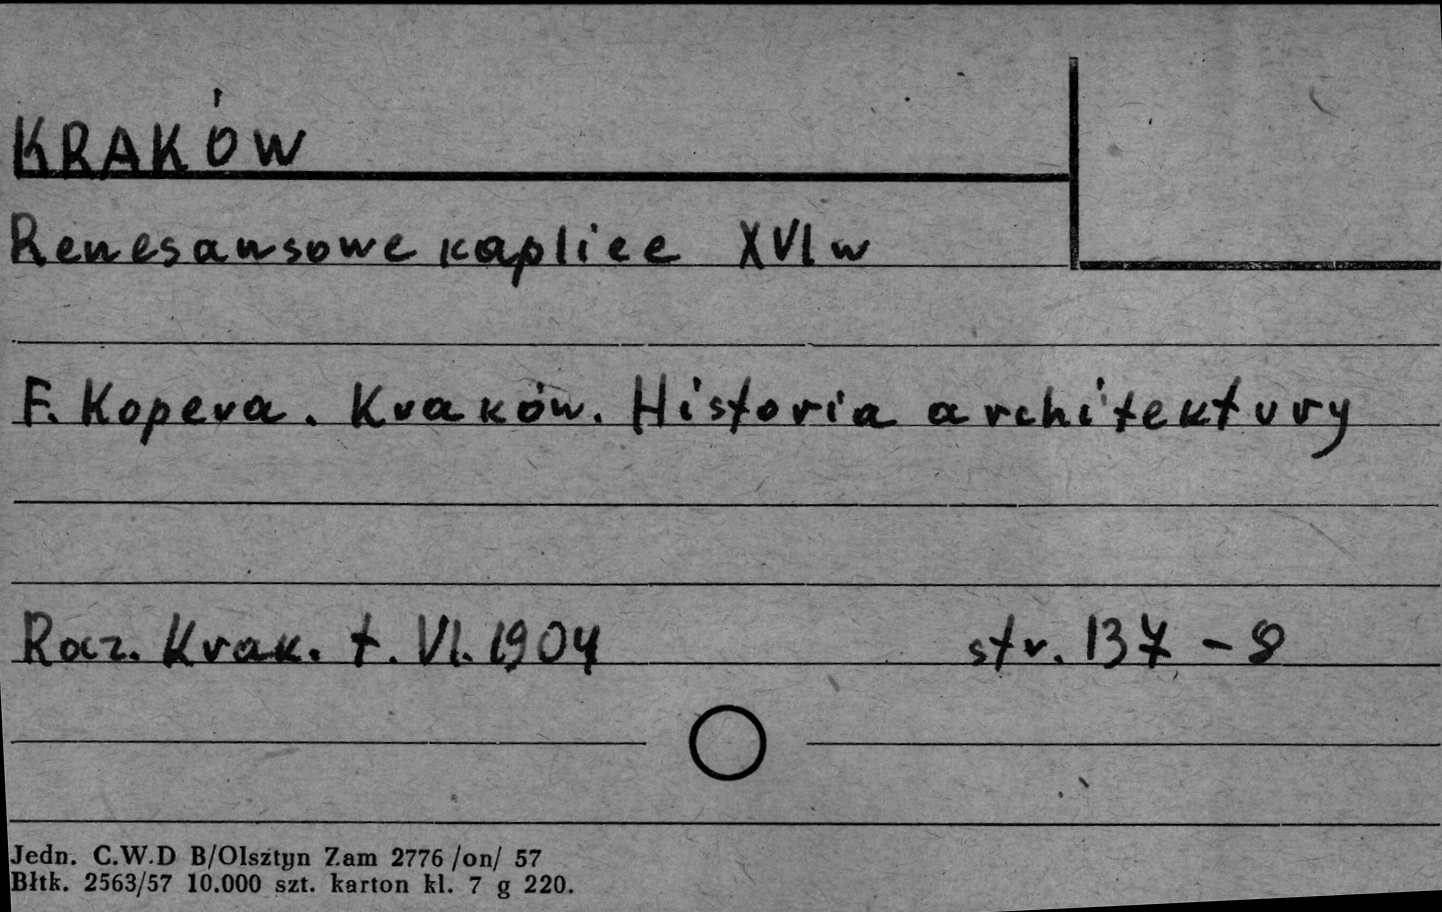 KRAKÓW
Renesansowe kaplice XVI w
F. Kopera. Kraków. Historia architektury
Rocz. Krak. t. VI. 1904 str. 137 - 8
Jedn. C.W.D B/Olsztyn Zam 2776 /on/ 57
Błtk. 2563/57 10.000 szt. karton kl. 7 g 220.